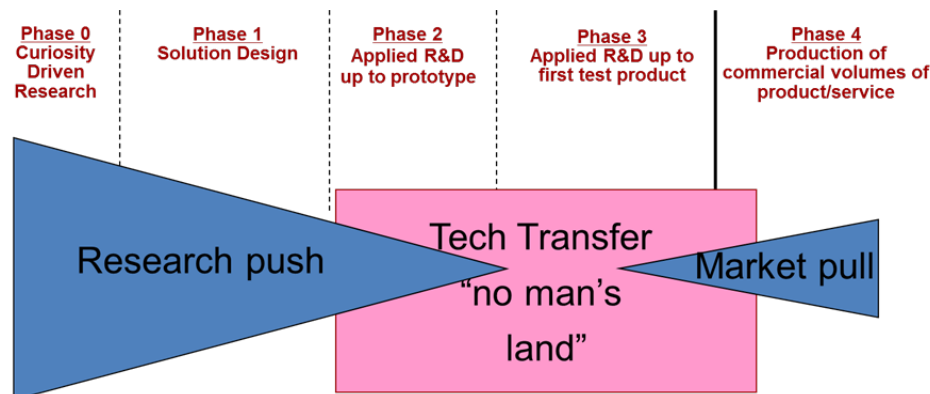 Phase 0
Curiosity
Driven
Research
Phase 1
Solution Design
Phase 2
Applied R&D
up to prototype
Phase 3
Applied R&D up to
first test product
Phase 4
Production of
commercial volumes of
product/service
Research push
Tech Transfer
“no man’s
land”
Market pull